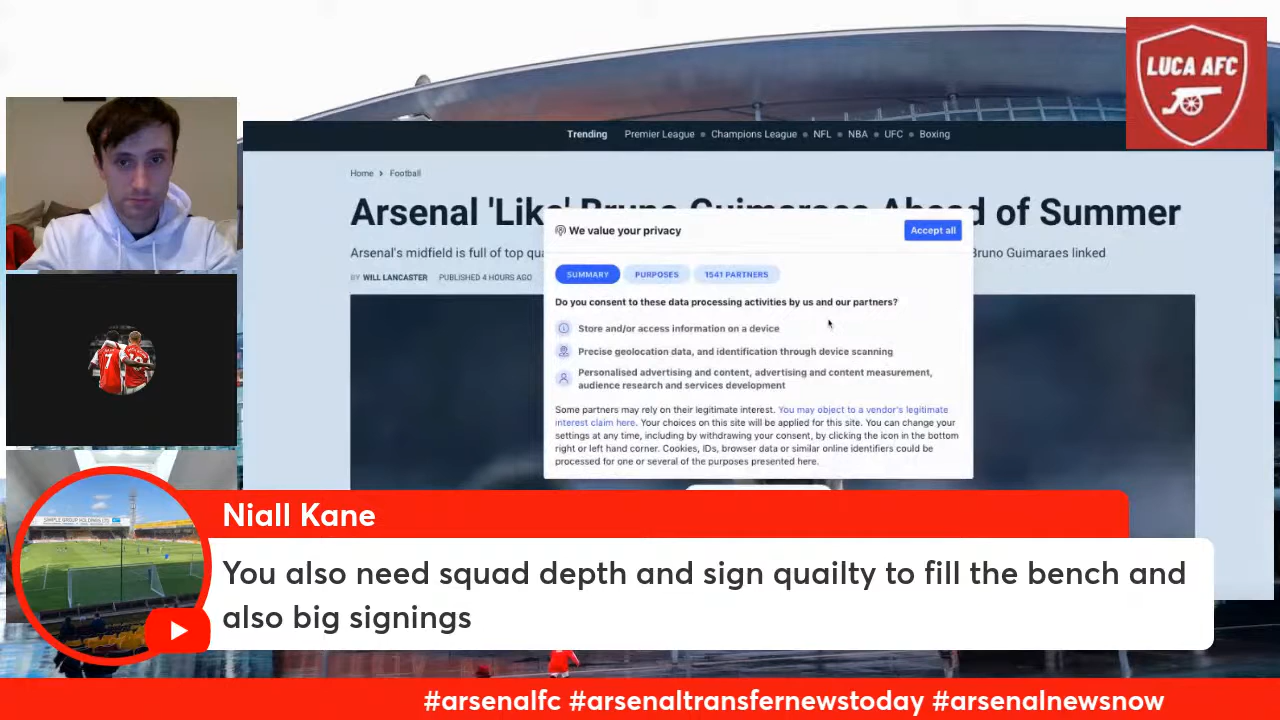 LUCA AFC
Trending Premier League Champions League NFL NBA UFC Boxing
Home > Football
Arsenal 'Like' Bruno Guimaraes Ahead of Summer
Arsenal's midfield is full of top qua Bruno Guimaraes linked
BY WILL LANCASTER PUBLISHED 4 HOURS AGO
We value your privacy
Accept all
SUMMARY PURPOSES 1541 PARTNERS
Do you consent to these data processing activities by us and our partners?
Store and/or access information on a device
Precise geolocation data, and identification through device scanning
Personalised advertising and content, advertising and content measurement,
audience research and services development
Some partners may rely on their legitimate interest. You may object to a vendor's legitimate
interest claim here. Your choices on this site will be applied for this site. You can change your
settings at any time, including by withdrawing your consent, by clicking the icon in the bottom
right or left hand corner. Cookies, IDs, browser data or similar online identifiers could be
processed for one or several of the purposes presented here.
7
Niall Kane
You also need squad depth and sign quailty to fill the bench and
also big signings
#arsenalfc #arsenaltransfernewstoday #arsenalnewsnow